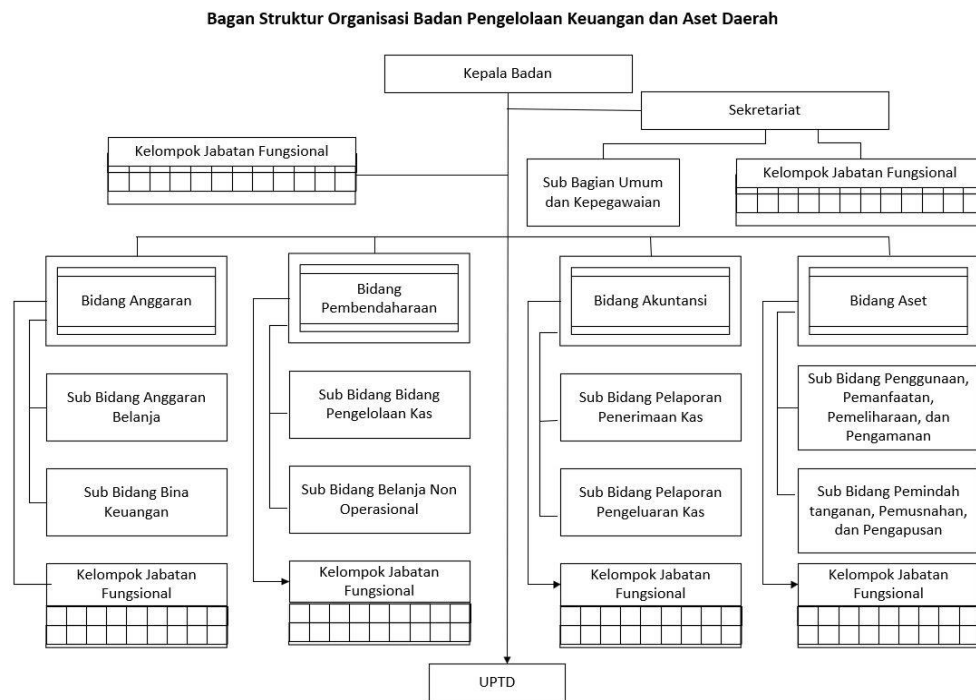 Bagan Struktur Organisasi Badan Pengelolaan Keuangan dan Aset Daerah
Kepala Badan
Sekretariat
Kelompok Jabatan Fungsional
Sub Bagian Umum
dan Kepegawaian
Kelompok Jabatan Fungsional
Bidang Anggaran
Bidang
Pembendaharaan
Bidang Akuntansi
Bidang Aset
Sub Bidang Anggaran
Belanja
Sub Bidang Bidang
Pengelolaan Kas
Sub Bidang Pelaporan
Penerimaan Kas
Sub Bidang Penggunaan,
Pemanfaatan,
Pemeliharaan, dan
Pengamanan
Sub Bidang Bina
Keuangan
Sub Bidang Belanja Non
Operasional
Sub Bidang Pelaporan
Pengeluaran Kas
Sub Bidang Pemindah
tanganan, Pemusnahan,
dan Pengapusan
Kelompok Jabatan
Fungsional
Kelompok Jabatan
Fungsional
Kelompok Jabatan
Fungsional
Kelompok Jabatan
Fungsional
UPTD